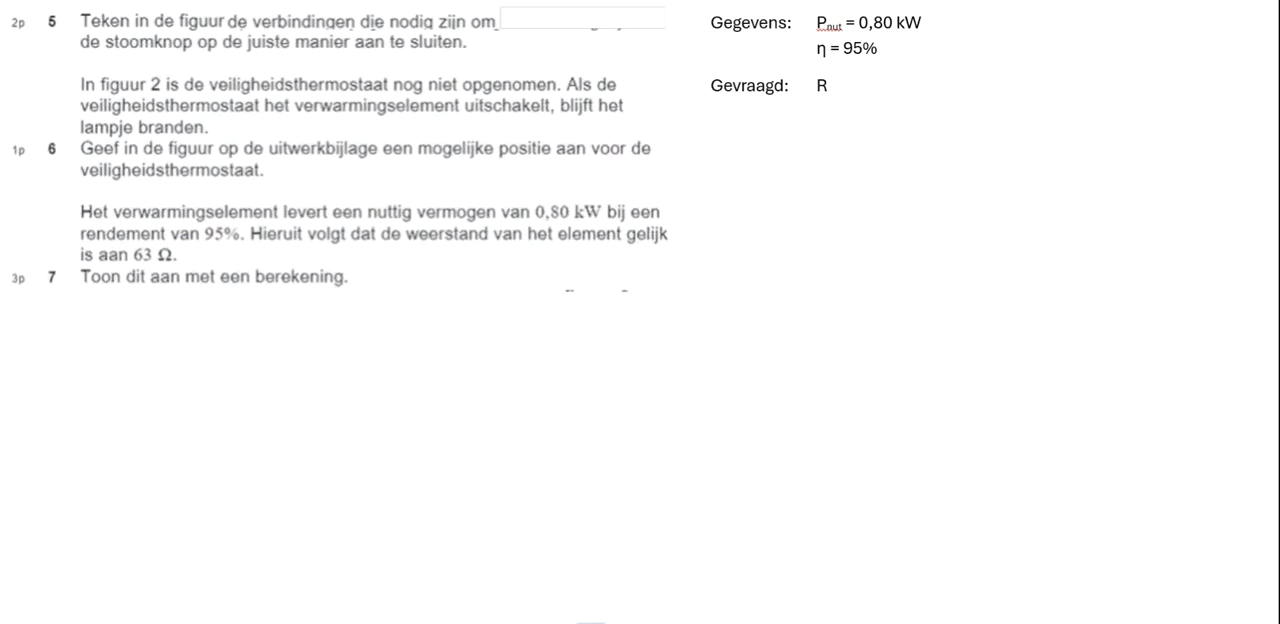 2p 5 Teken in de figuur de verbindingen die nodig zijn om
de stoomknop op de juiste manier aan te sluiten.
In figuur 2 is de veiligheidsthermostaat nog niet opgenomen. Als de
veiligheidsthermostaat het verwarmingselement uitschakelt, blijft het
lampje branden.
1p 6 Geef in de figuur op de uitwerkbijlage een mogelijke positie aan voor de
veiligheidsthermostaat.
Het verwarmingselement levert een nuttig vermogen van 0,80 kW bij een
rendement van 95%. Hieruit volgt dat de weerstand van het element gelijk
is aan 63 Ω.
3p 7 Toon dit aan met een berekening.
Gegevens: Pnut = 0,80 kW
η = 95%
Gevraagd: R